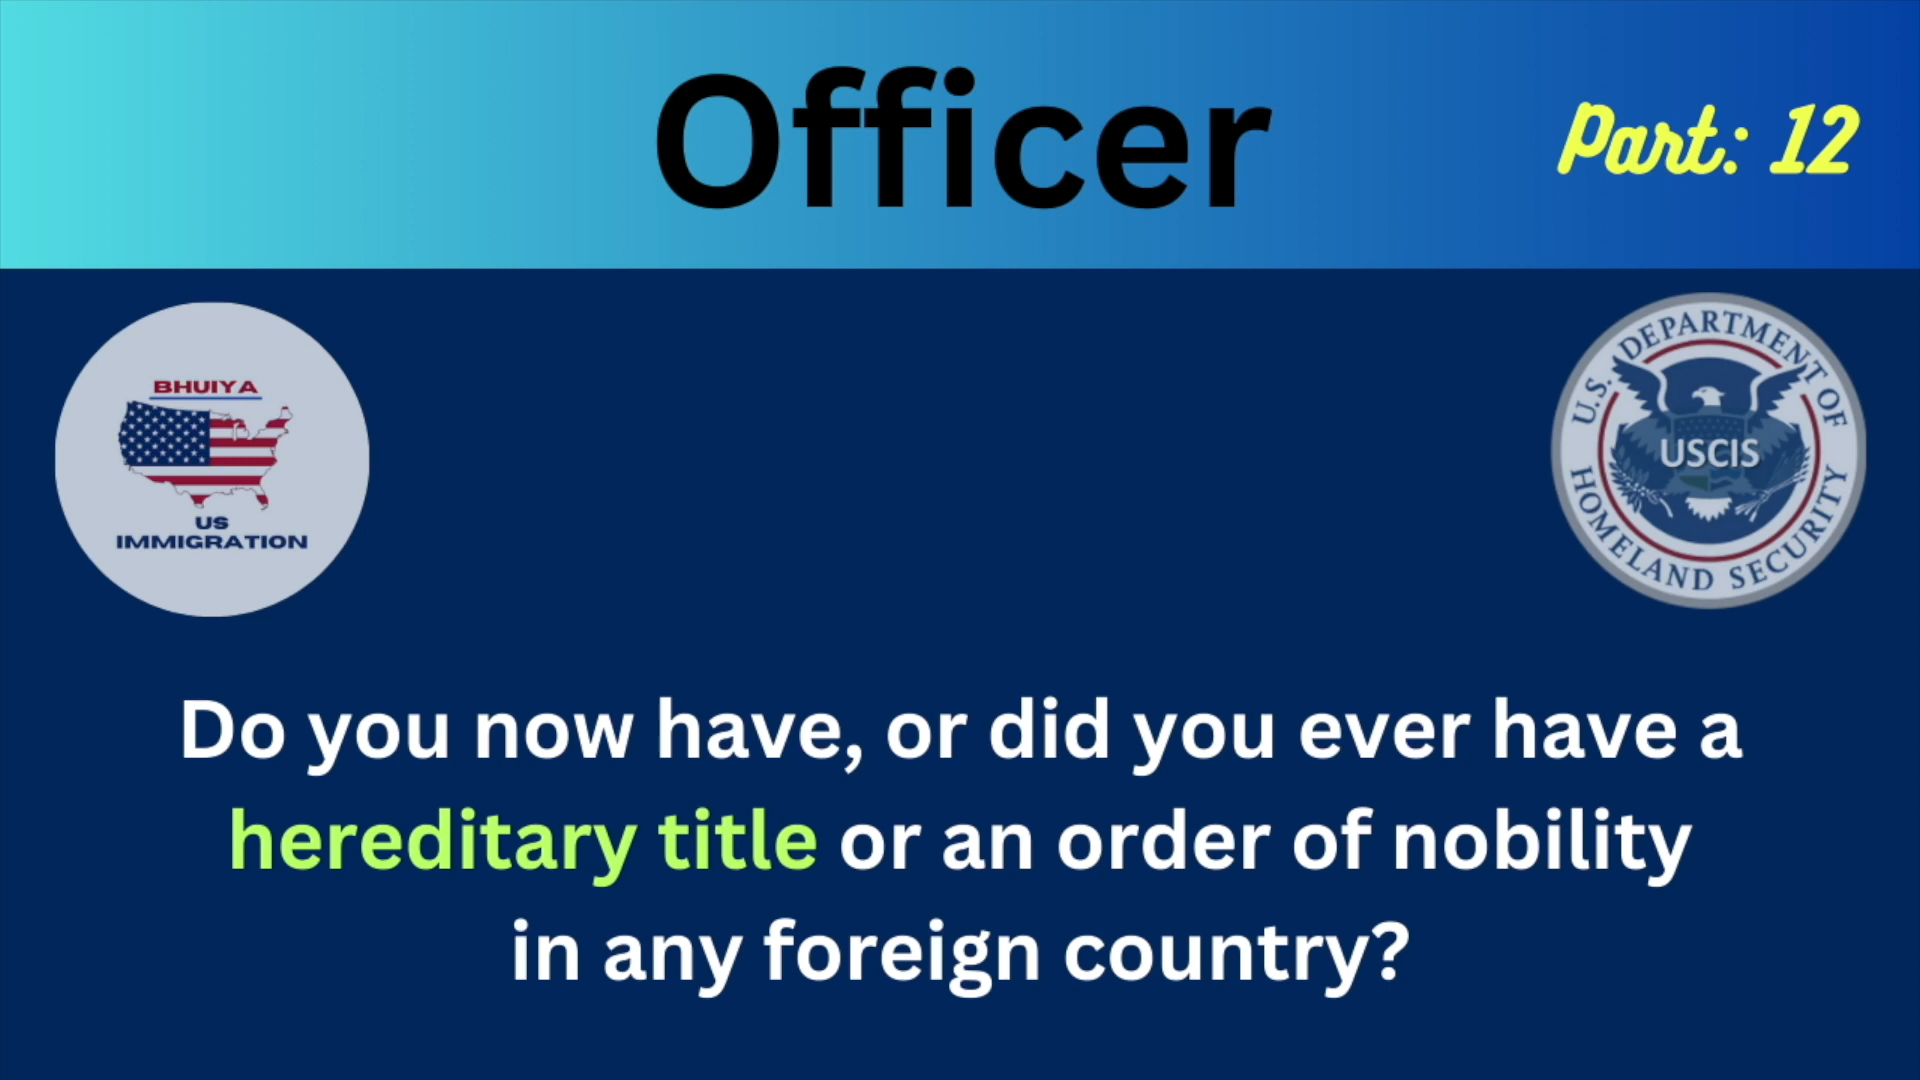 Officer
Part: 12
BHUIYA
US
IMMIGRATION
U.S. DEPARTMENT OF
USCIS
HOMELAND SECURITY
Do you now have, or did you ever have a
hereditary title or an order of nobility
in any foreign country?